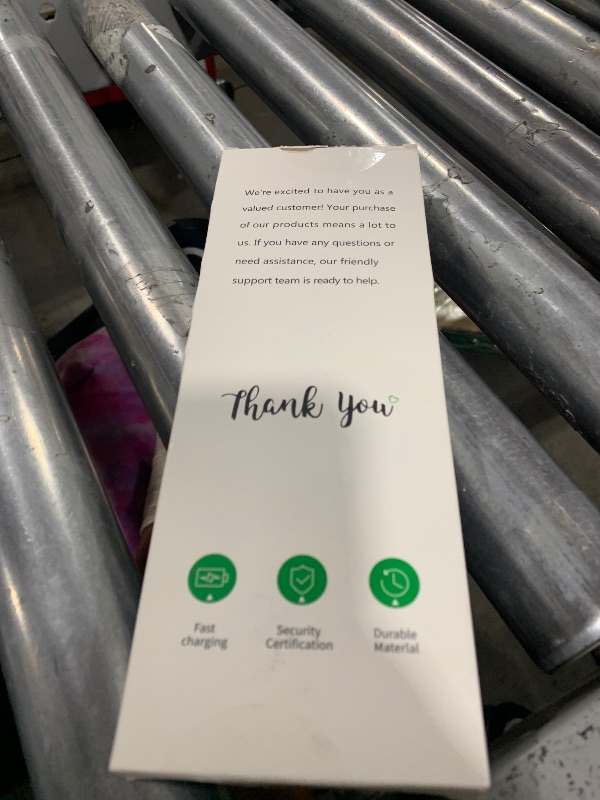 We're excited to have you as a
valued customer! Your purchase
of our products means a lot to
us. If you have any questions or
need assistance, our friendly
support team is ready to help.
Thank You
Fast
charging
Security
Certification
Durable
Material